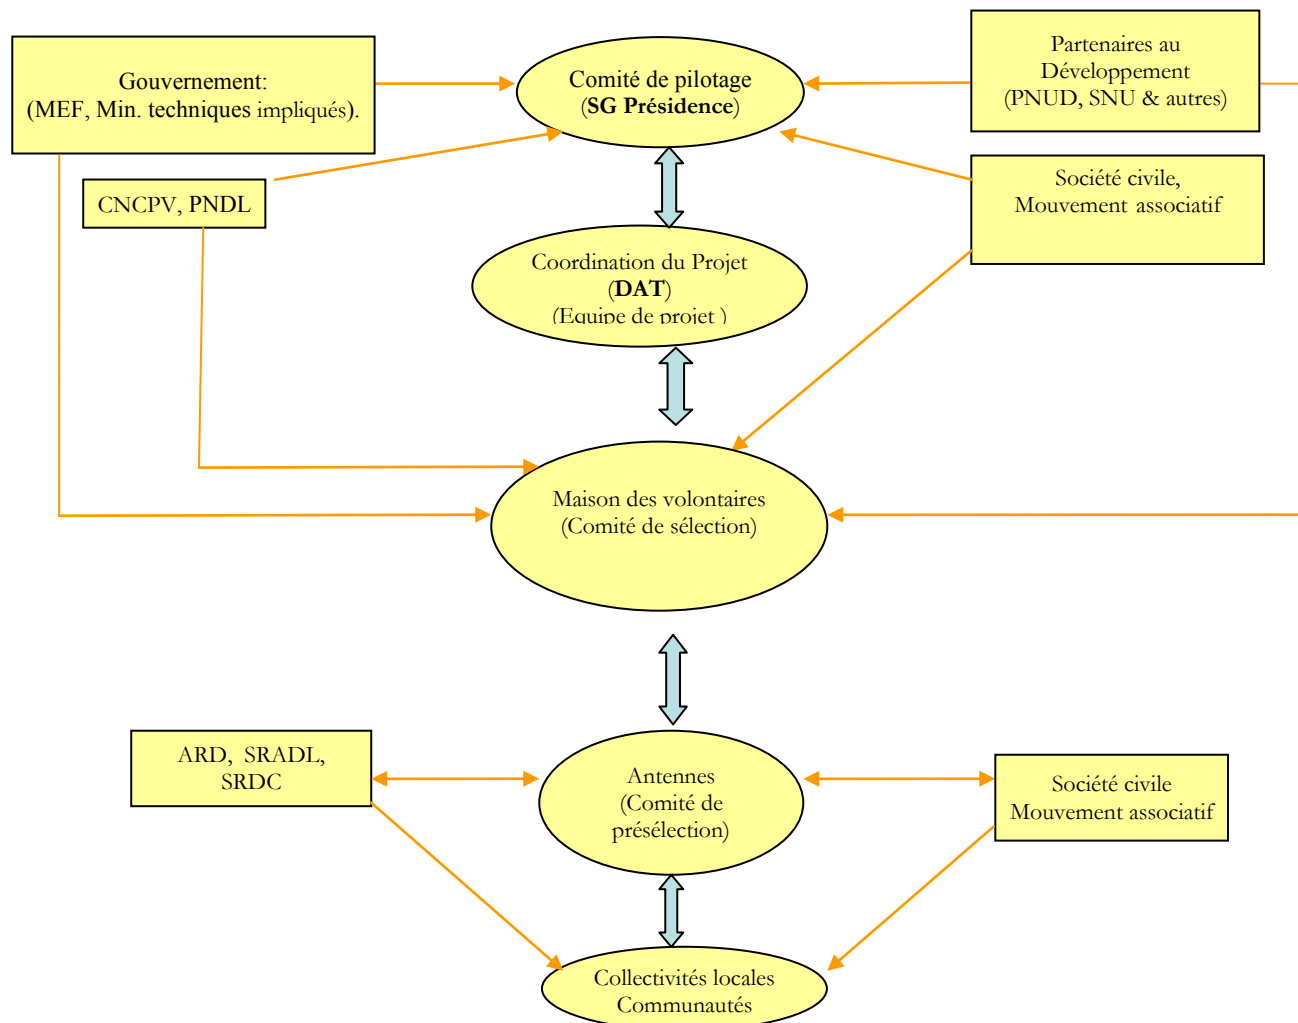 Gouvernement:
(MEF, Min. techniques impliqués).
Comité de pilotage
(SG Présidence)
Partenaires au
Développement
(PNUD, SNU & autres)
CNCPV, PNDL
Société civile,
Mouvement associatif
Coordination du Projet
(DAT)
(Equipe de projet )
Maison des volontaires
(Comité de sélection)
ARD, SRADL,
SRDC
Antennes
(Comité de
présélection)
Société civile
Mouvement associatif
Collectivités locales
Communautés